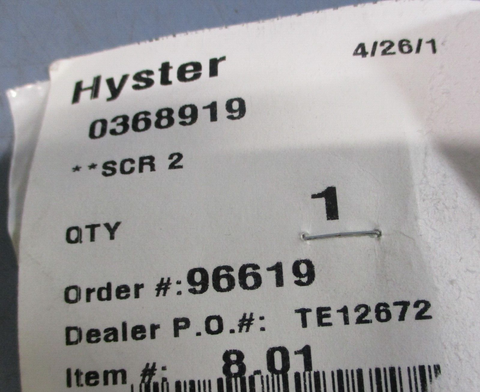 Hyster 4/26/1
0368919
**SCR 2
QTY 1
Order #:96619
Dealer P.O.#: TE12672
Item #: 8.01